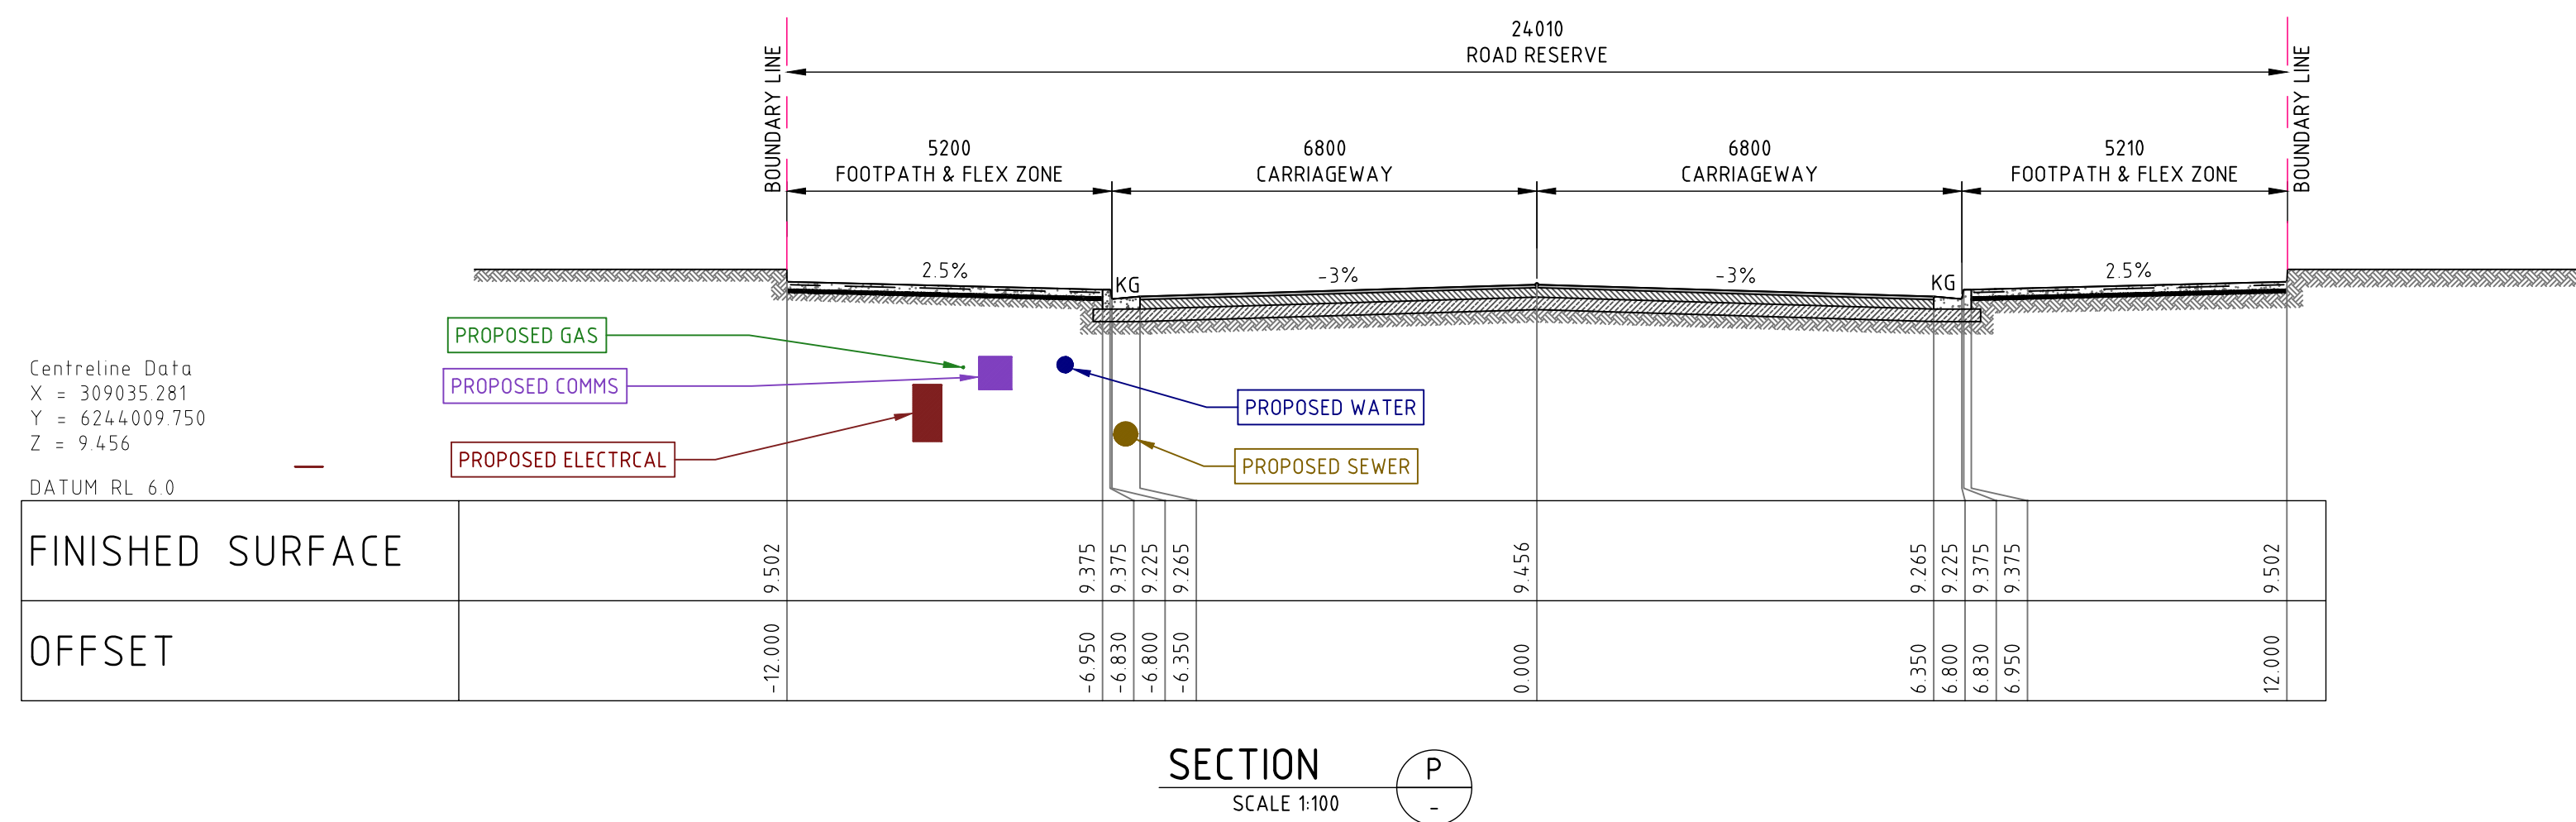 24010
ROAD RESERVE
BOUNDARY LINE
BOUNDARY LINE
5200
FOOTPATH & FLEX ZONE
6800
CARRIAGEWAY
6800
CARRIAGEWAY
5210
FOOTPATH & FLEX ZONE
2.5%
KG
-3%
-3%
KG
2.5%
PROPOSED GAS
PROPOSED COMMS
PROPOSED ELECTRCAL
PROPOSED WATER
PROPOSED SEWER
Centreline Data
X = 309035.281
Y = 6244009.750
Z = 9.456
DATUM RL 6.0
FINISHED SURFACE
9.502
9.375
9.375
9.225
9.265
9.456
9.265
9.225
9.375
9.375
9.502
OFFSET
-12.000
-6.950
-6.830
-6.800
-6.350
0.000
6.350
6.800
6.830
6.950
12.000
SECTION
P
SCALE 1:100
-